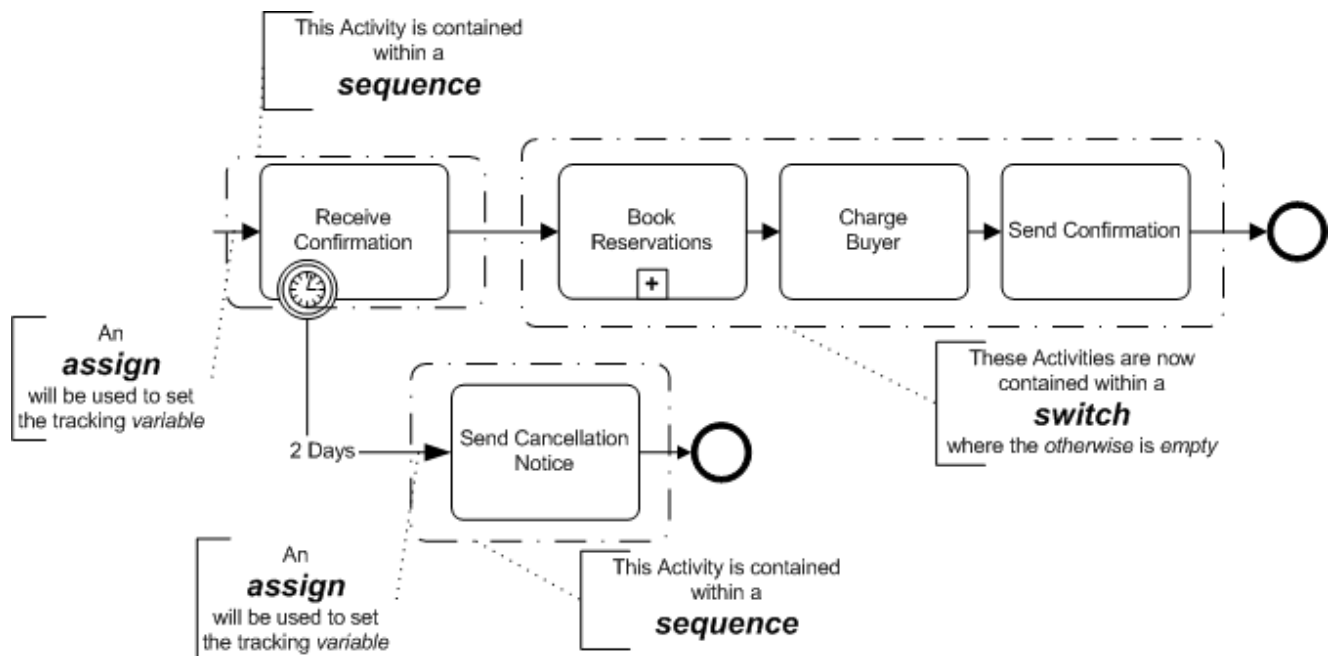 This Activity is contained
within a
sequence
Receive
Confirmation
Book
Reservations
+
Charge
Buyer
Send Confirmation
An
assign
will be used to set
the tracking variable
2 Days
Send Cancellation
Notice
These Activities are now
contained within a
switch
where the otherwise is empty
An
assign
will be used to set
the tracking variable
This Activity is contained
within a
sequence